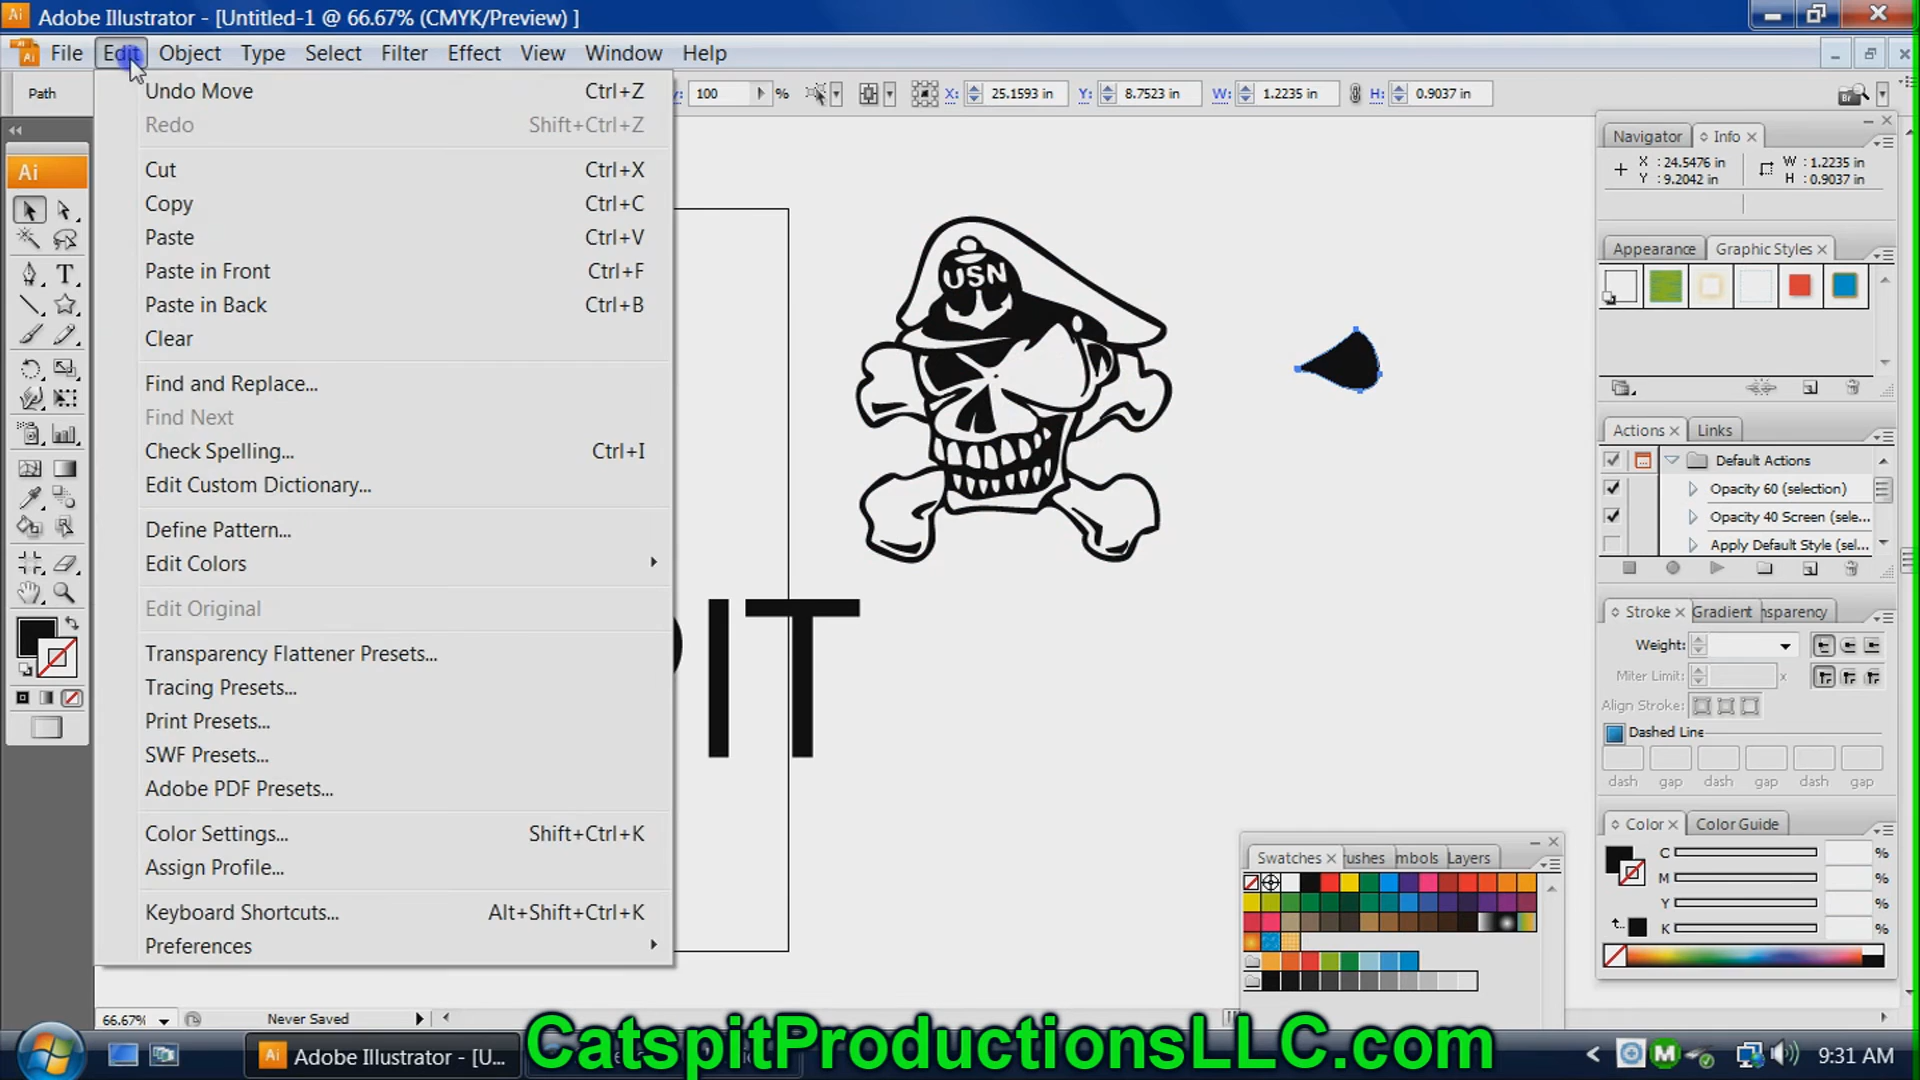 Adobe Illustrator - [Untitled-1 @ 66.67% (CMYK/Preview) ]
File Edit Object Type Select Filter Effect View Window Help
Path
100 % X: 25.1593 in Y: 8.7523 in W: 1.2235 in H: 0.9037 in
Undo Move Ctrl+Z
Redo Shift+Ctrl+Z
Cut Ctrl+X
Copy Ctrl+C
Paste Ctrl+V
Paste in Front Ctrl+F
Paste in Back Ctrl+B
Clear
Find and Replace...
Find Next
Check Spelling... Ctrl+I
Edit Custom Dictionary...
Define Pattern...
Edit Colors
Edit Original
Transparency Flattener Presets...
Tracing Presets...
Print Presets...
SWF Presets...
Adobe PDF Presets...
Color Settings... Shift+Ctrl+K
Assign Profile...
Keyboard Shortcuts... Alt+Shift+Ctrl+K
Preferences
Ai
USN
IT
Navigator Info
X : 24.5476 in W : 1.2235 in
Y : 9.2042 in H : 0.9037 in
Appearance Graphic Styles
Actions Links
Default Actions
Opacity 60 (selection)
Opacity 40 Screen (sele...
Apply Default Style (sel...
Stroke Gradient nsparency
Weight:
Miter Limit: x
Align Stroke:
Dashed Line
dash gap dash gap dash gap
Color Color Guide
C %
M %
Y %
K %
Swatches rushes mbols Layers
66.67% Never Saved
Adobe Illustrator - [U...
CatspitProductionsLLC.com
9:31 AM